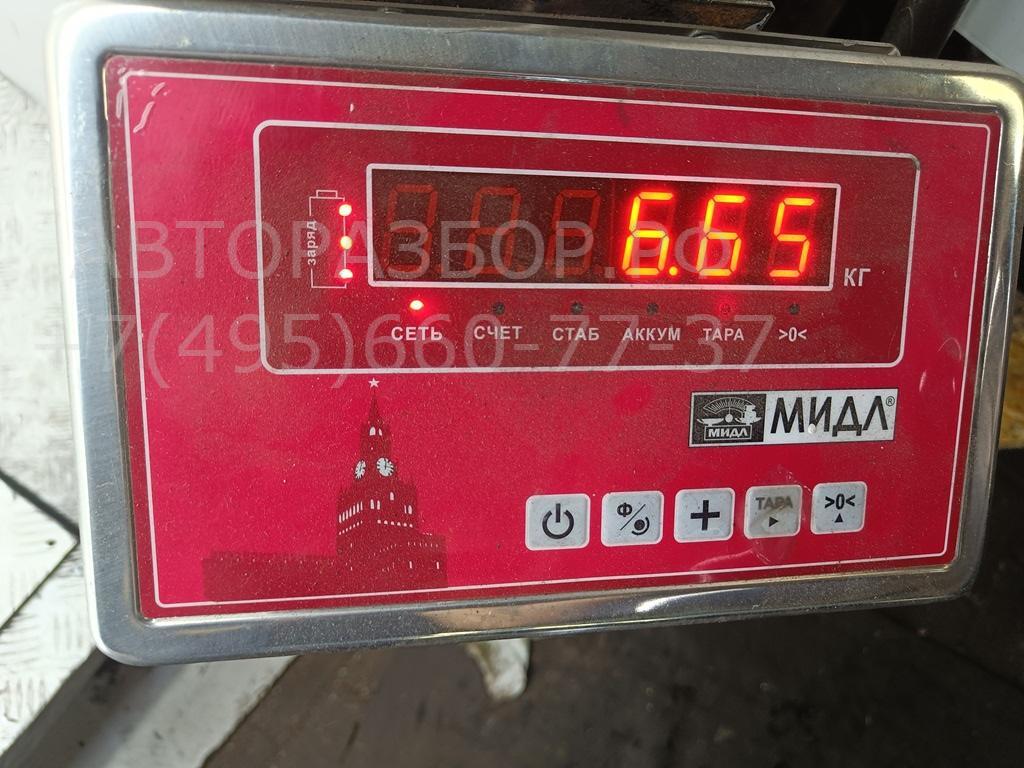 заряд
6.65
кг
СЕТЬ СЧЕТ СТАБ АККУМ ТАРА >0<
АВТОРАЗБОР.РФ
+7(495)660-77-37
МИДЛ МИДЛ®
Ф/ + ТАРА >0<